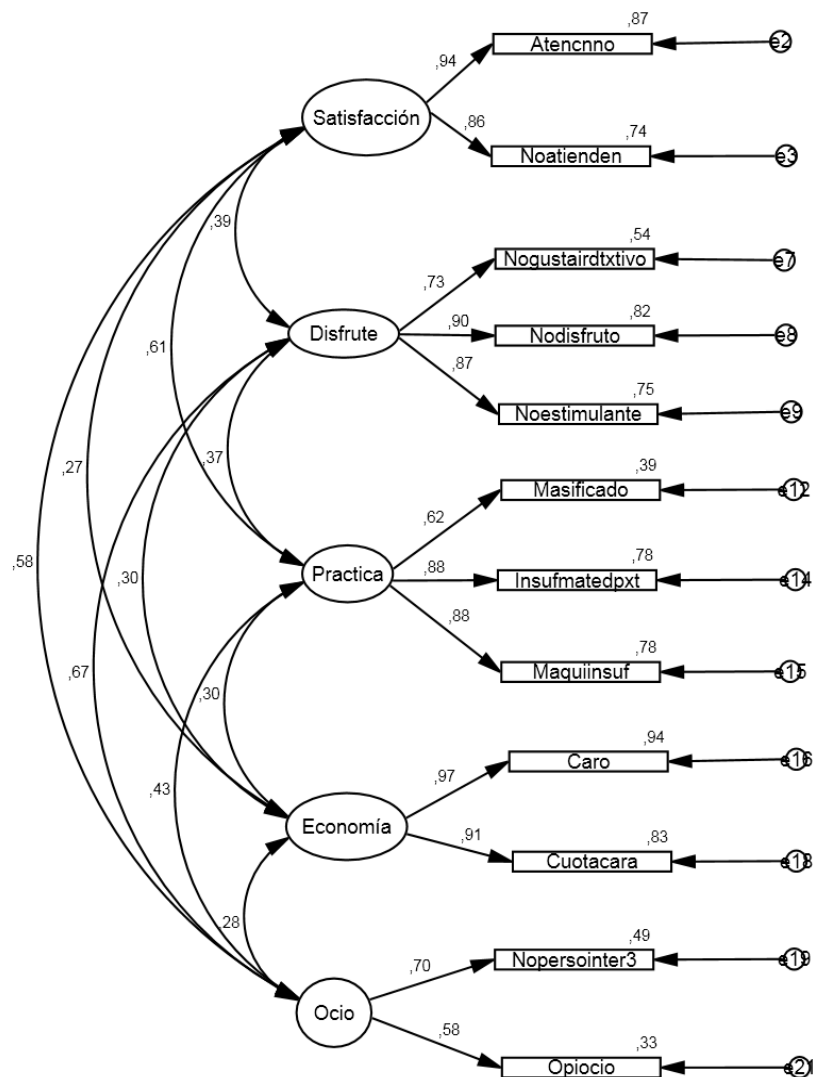 ,87
Atencnno
e2
,94
Satisfacción
,86
,74
Noatienden
e3
,39
,54
Nogustairdtxtivo
e7
,73
Disfrute
,90
,82
Nodisfruto
e8
,87
,75
Noestimulante
e9
,61
,37
,39
Masificado
e12
,62
,27
,58
,30
Practica
,88
,78
Insufmatedpxt
e14
,88
,78
Maquiinsuf
e15
,67
,30
,94
Caro
e16
,97
,43
Economía
,91
,83
Cuotacara
e18
,28
,49
Nopersointer3
e19
,70
Ocio
,58
,33
Opiocio
e21